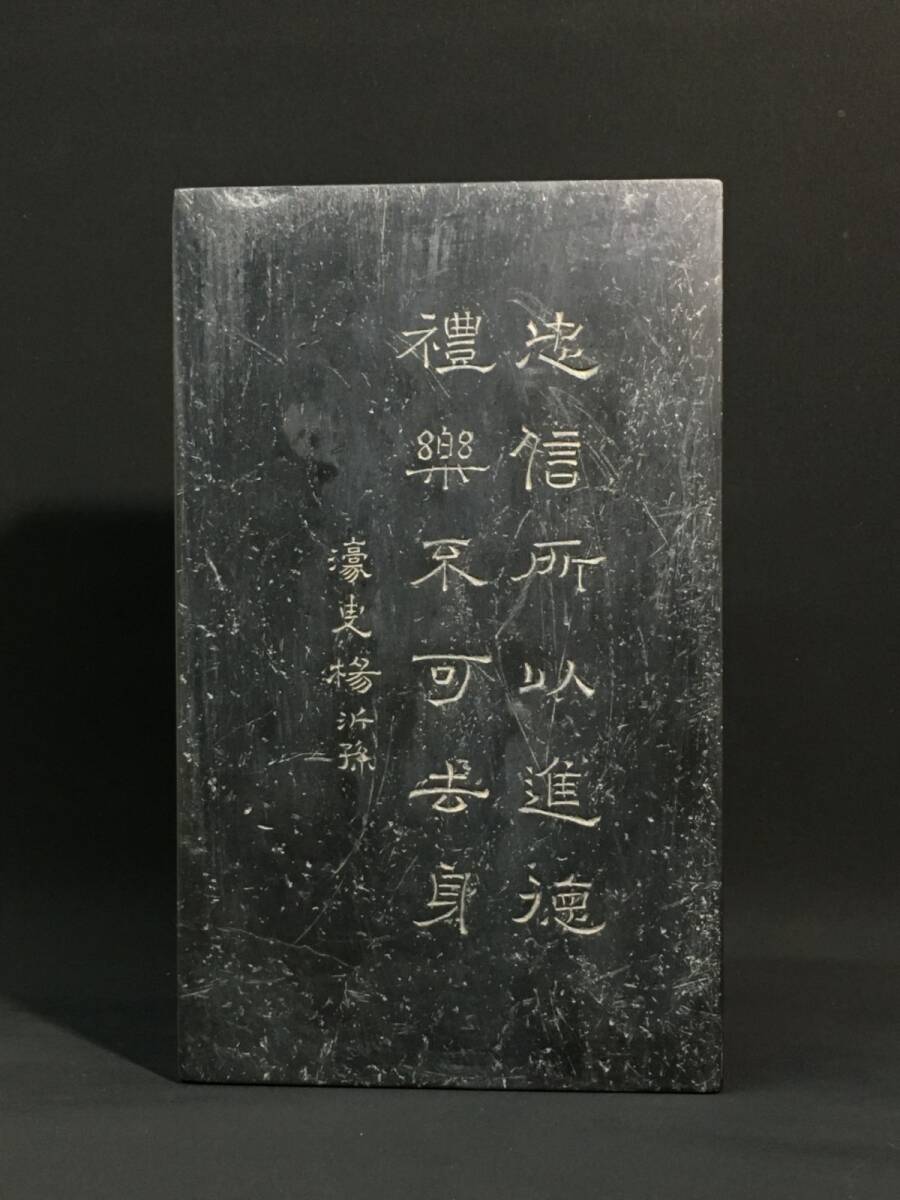 忠信所以進德
禮樂不可去身
濠叟楊沂孫